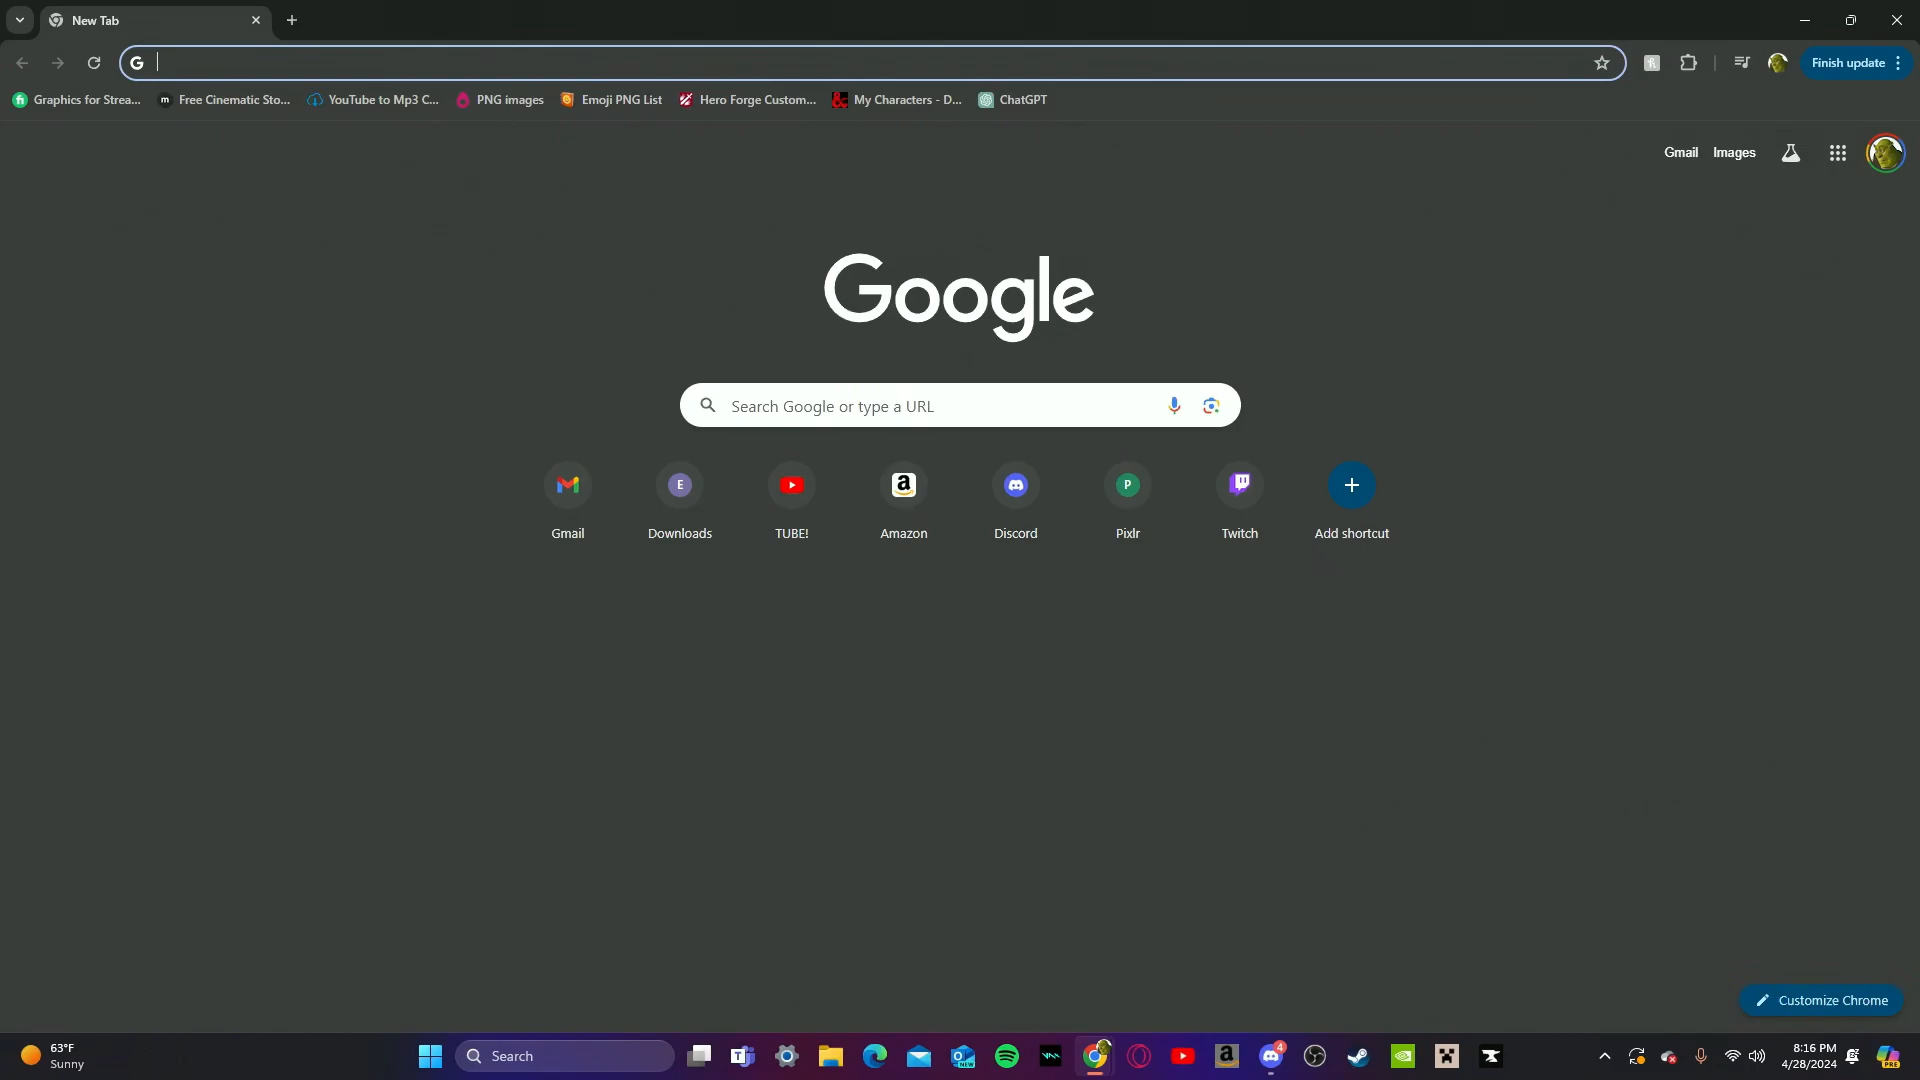 New Tab
Finish update
Graphics for Strea...
Free Cinematic Sto...
YouTube to Mp3 C...
PNG images
Emoji PNG List
Hero Forge Custom...
My Characters - D...
ChatGPT
Gmail
Images
Google
Search Google or type a URL
E
P
Gmail
Downloads
TUBE!
Amazon
Discord
Pixlr
Twitch
Add shortcut
Customize Chrome
63°F
Sunny
Search
4
8:16 PM
4/28/2024
PRE